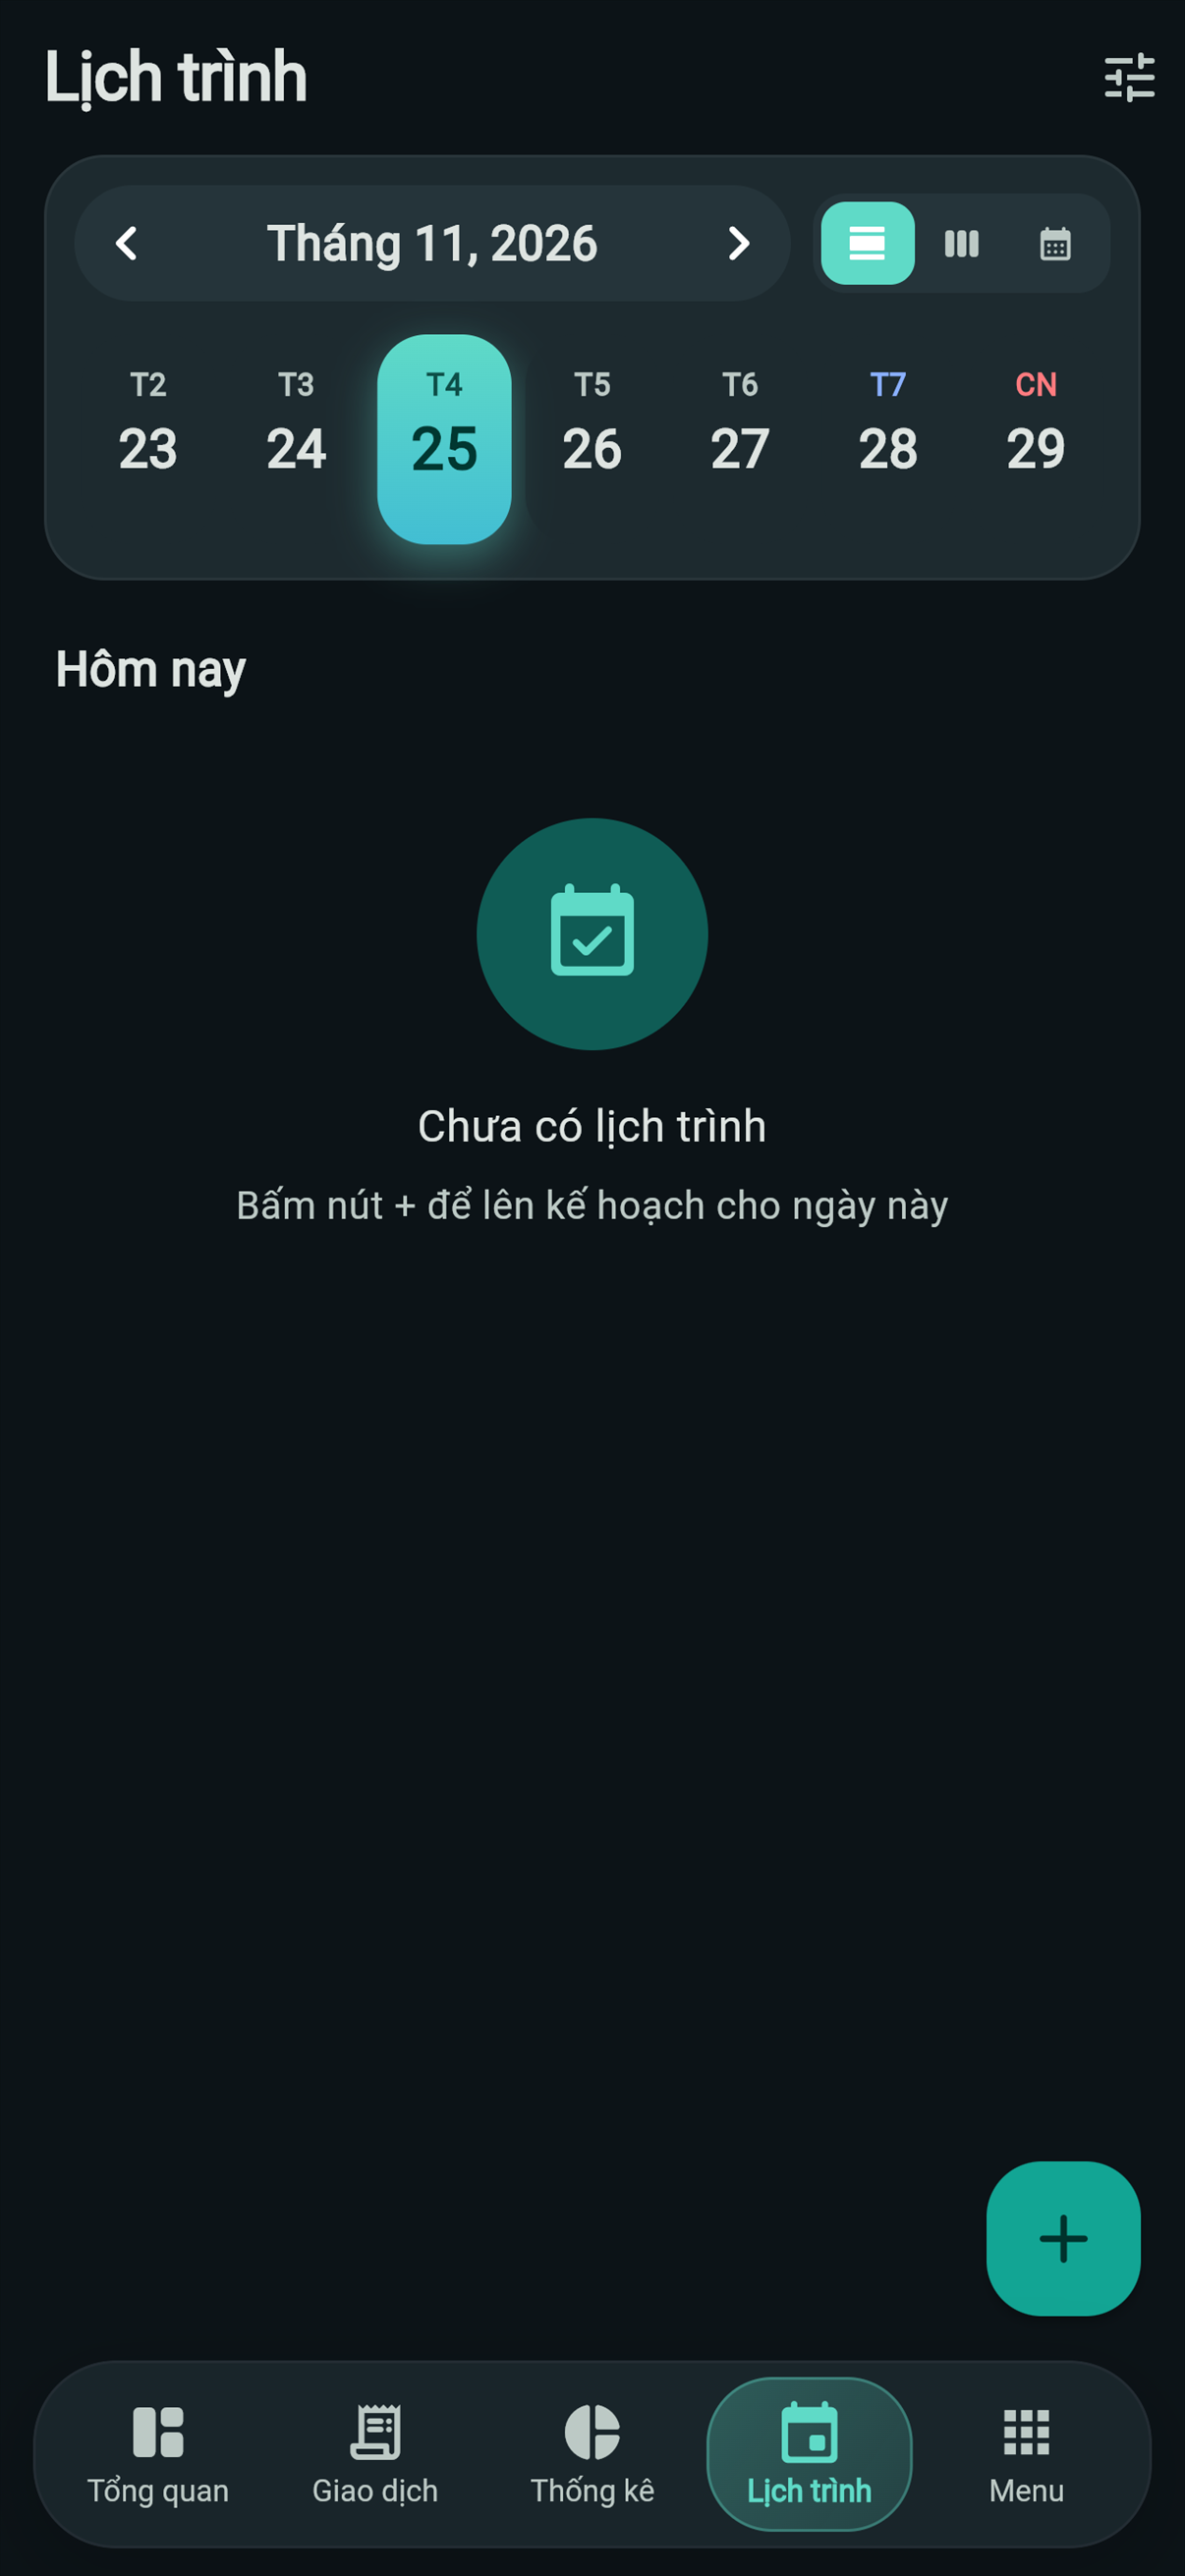 Lịch trình
Tháng 11, 2026
T2 T3 T4 T5 T6 T7 CN
23 24 25 26 27 28 29
Hôm nay
Chưa có lịch trình
Bấm nút + để lên kế hoạch cho ngày này
Tổng quan Giao dịch Thống kê Lịch trình Menu